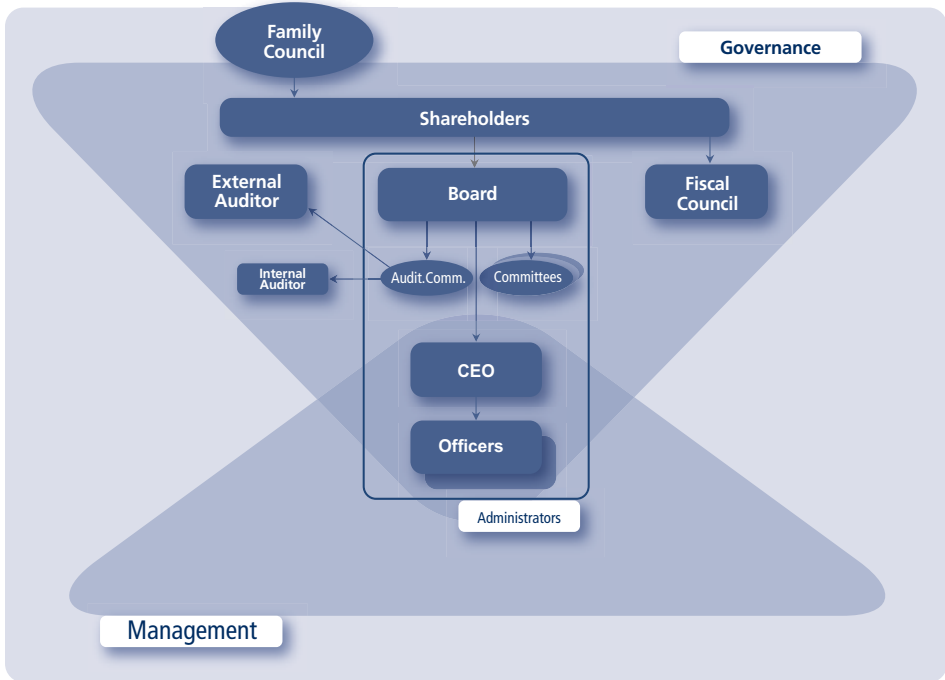 Family
Council
Governance
Shareholders
External
Auditor
Board
Fiscal
Council
Internal
Auditor
Audit.Comm.
Committees
CEO
Officers
Administrators
Management